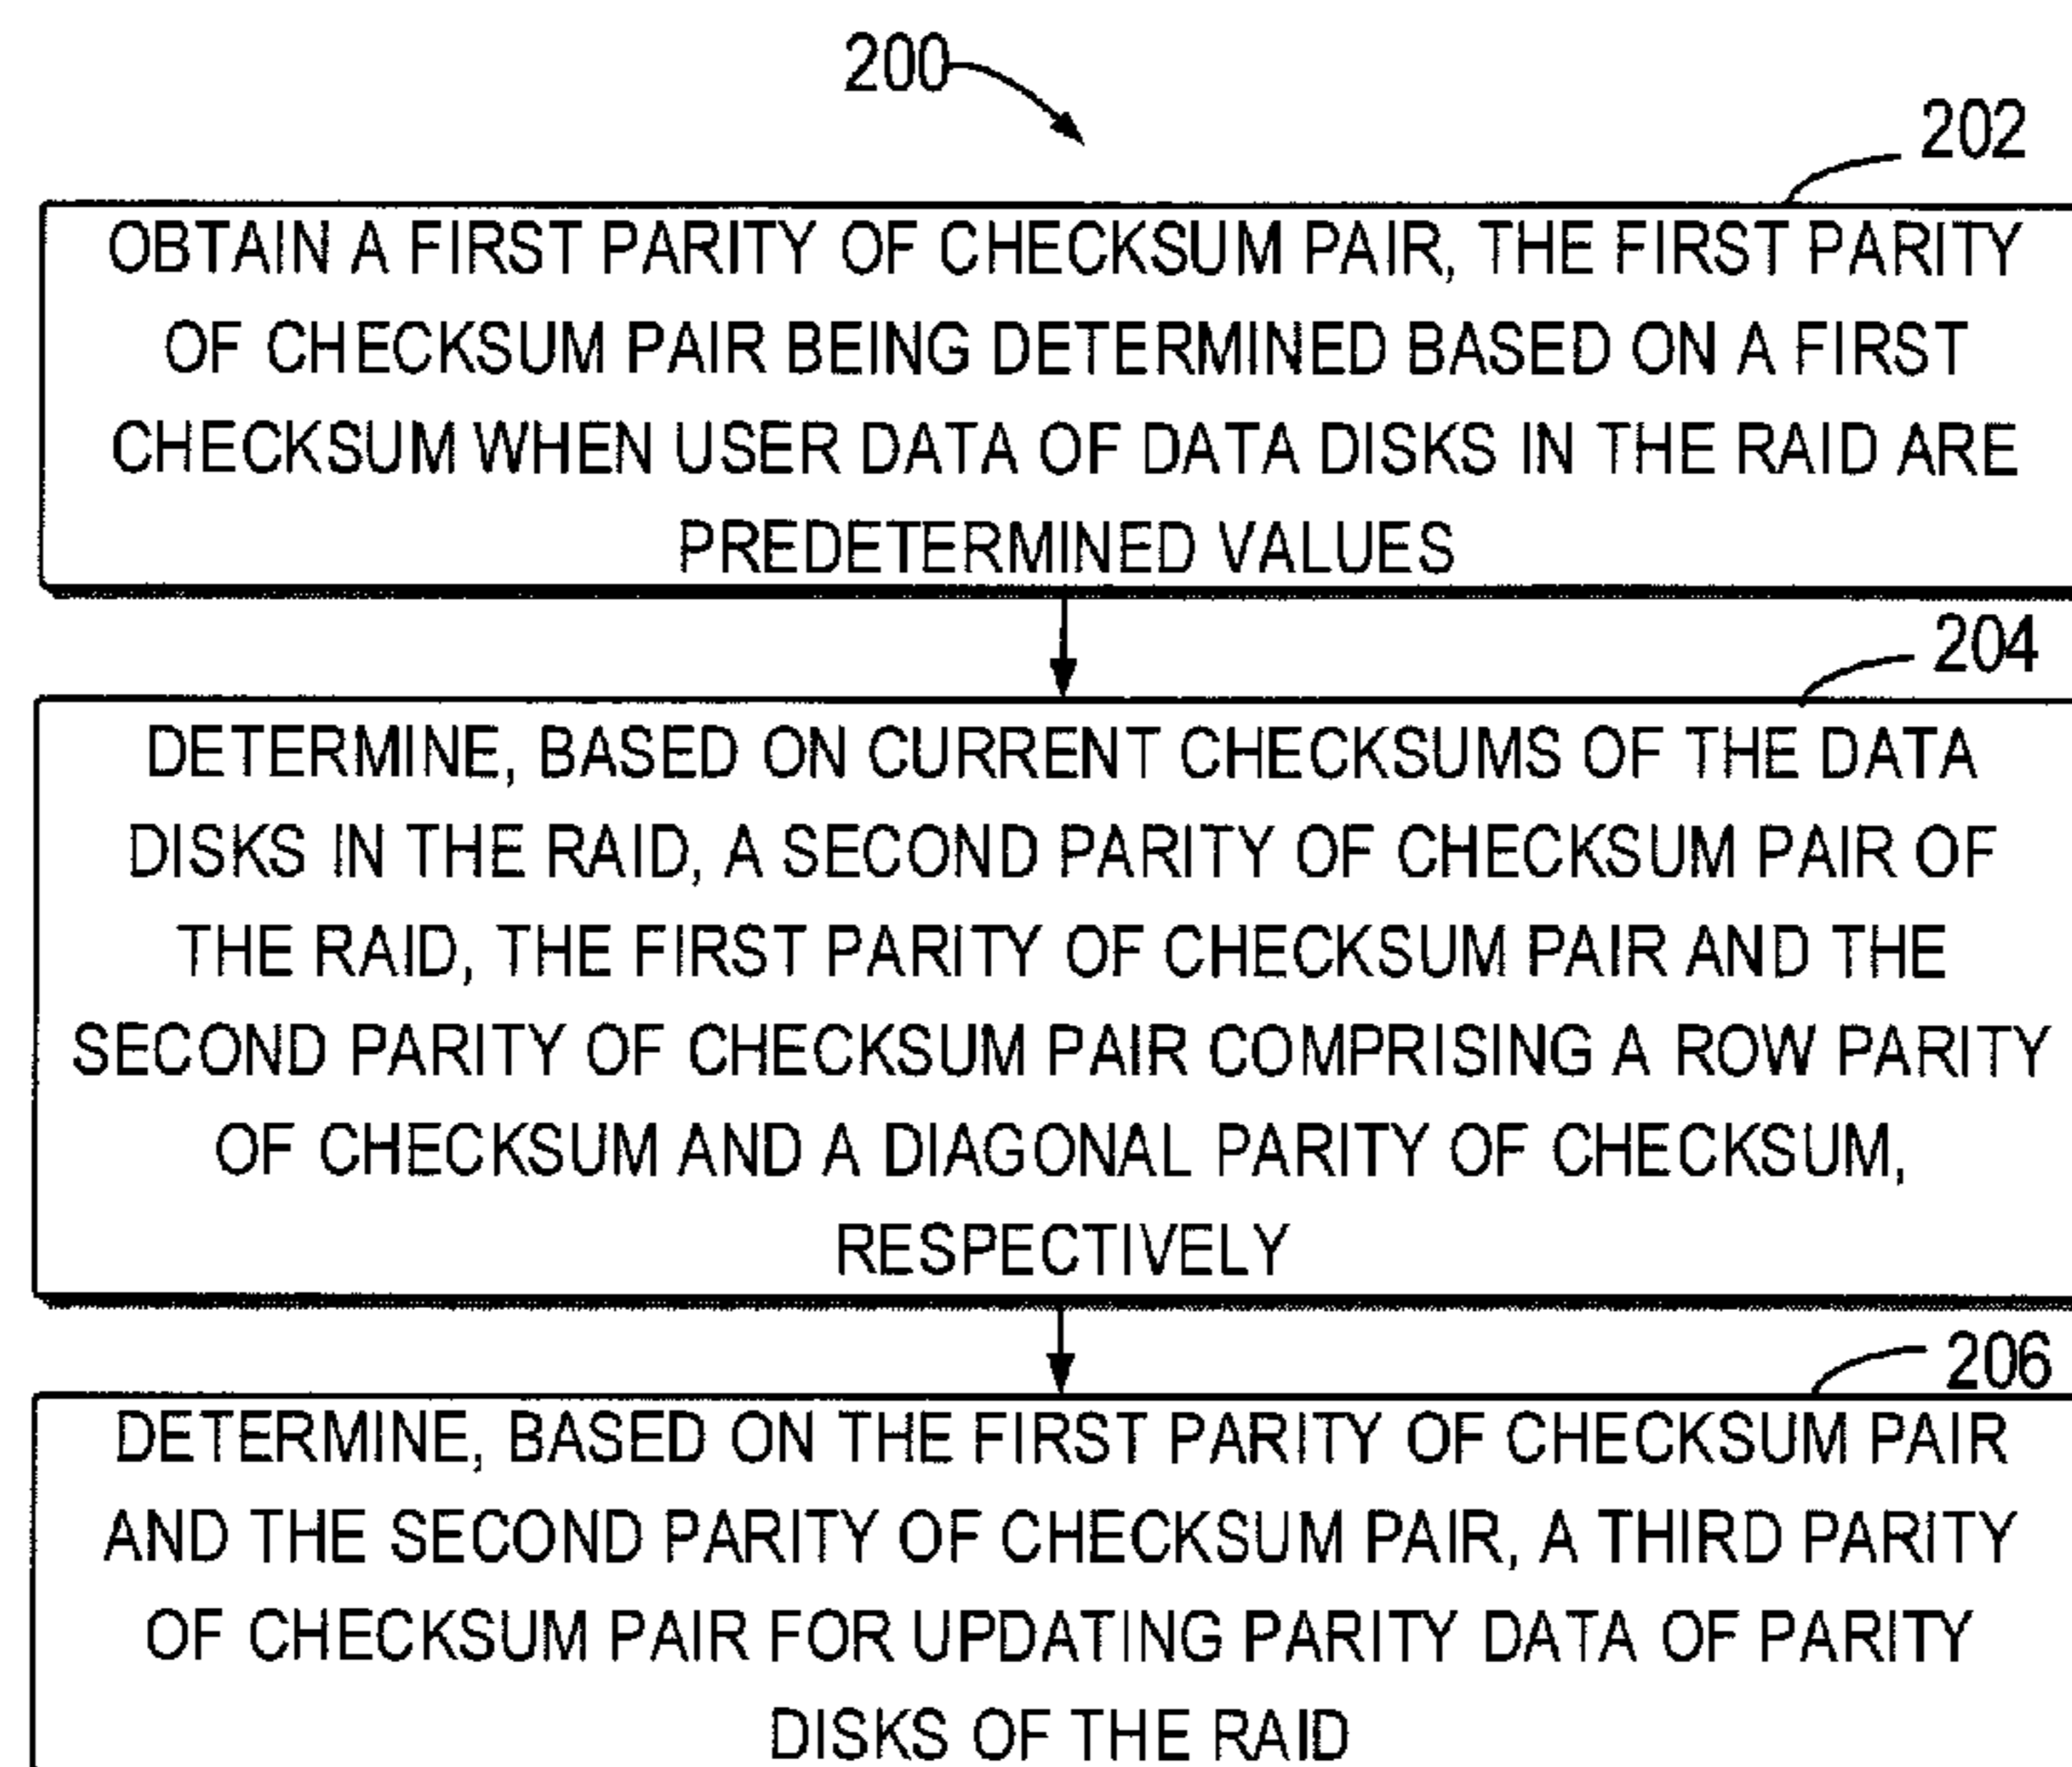 200
202
OBTAIN A FIRST PARITY OF CHECKSUM PAIR, THE FIRST PARITY
OF CHECKSUM PAIR BEING DETERMINED BASED ON A FIRST
CHECKSUM WHEN USER DATA OF DATA DISKS IN THE RAID ARE
PREDETERMINED VALUES
204
DETERMINE, BASED ON CURRENT CHECKSUMS OF THE DATA
DISKS IN THE RAID, A SECOND PARITY OF CHECKSUM PAIR OF
THE RAID, THE FIRST PARITY OF CHECKSUM PAIR AND THE
SECOND PARITY OF CHECKSUM PAIR COMPRISING A ROW PARITY
OF CHECKSUM AND A DIAGONAL PARITY OF CHECKSUM,
RESPECTIVELY
206
DETERMINE, BASED ON THE FIRST PARITY OF CHECKSUM PAIR
AND THE SECOND PARITY OF CHECKSUM PAIR, A THIRD PARITY
OF CHECKSUM PAIR FOR UPDATING PARITY DATA OF PARITY
DISKS OF THE RAID